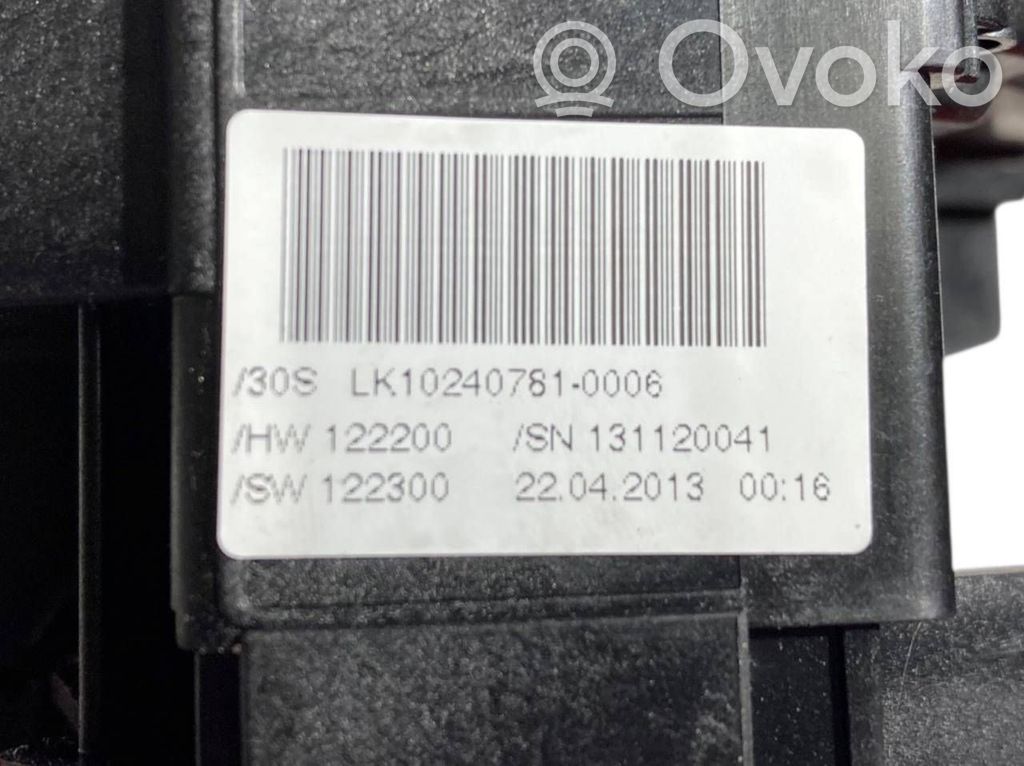 Ovoko
/30S LK10240781-0006
/HW 122200 /SN 131120041
/SW 122300 22.04.2013 00:16